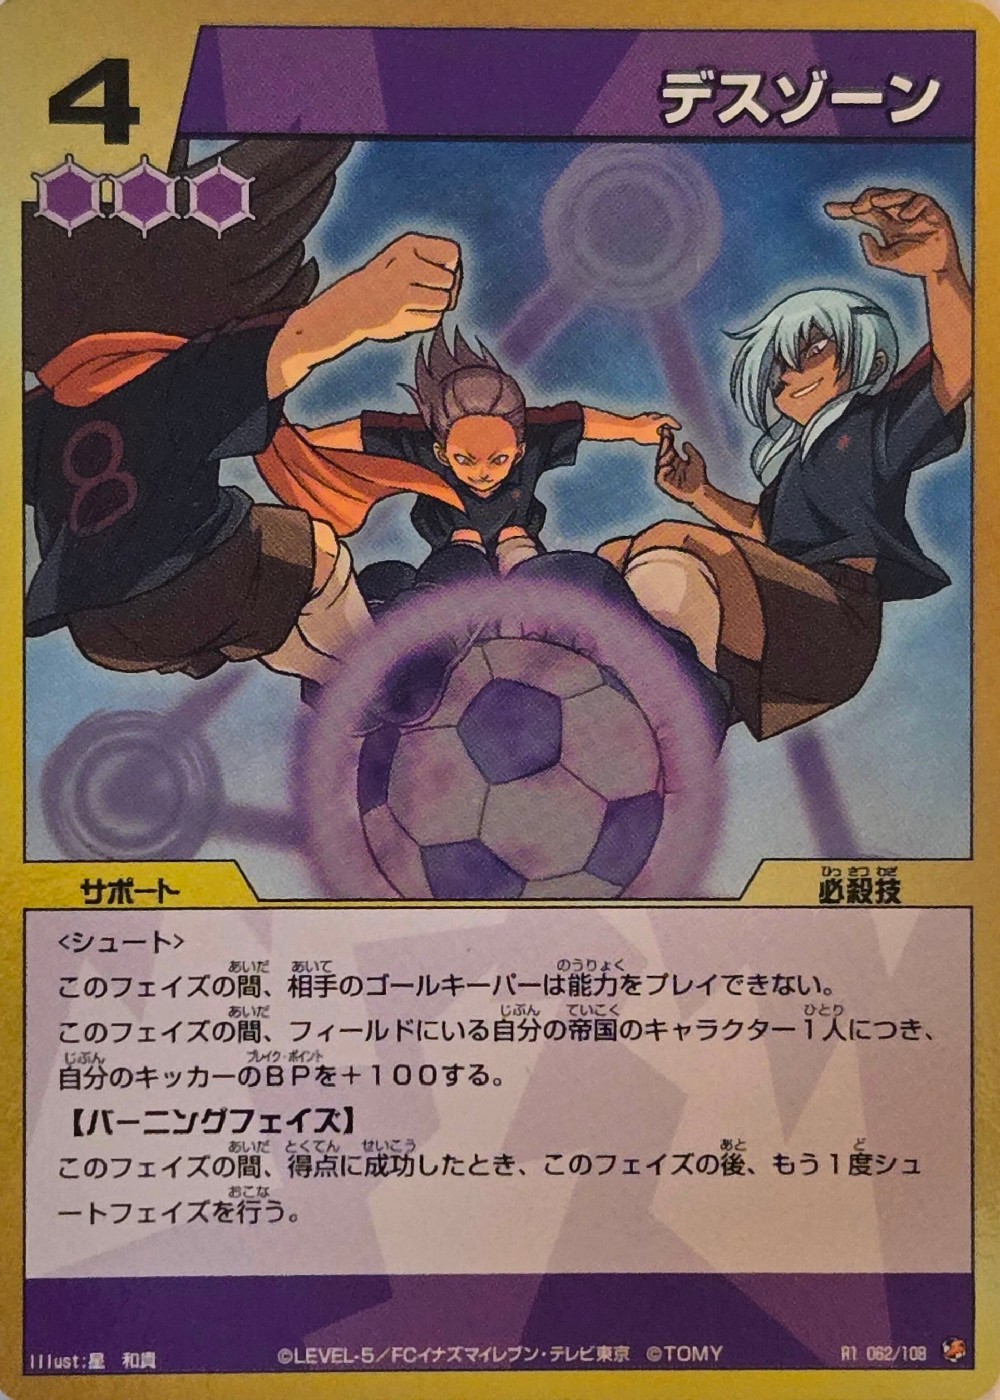 4
デスゾーン
8
サポート
必殺技
<シュート>
このフェイズの間、相手のゴールキーパーは能力をプレイできない。
このフェイズの間、フィールドにいる自分の帝国のキャラクター1人につき、
自分のキッカーのBPを+100する。
【バーニングフェイズ】
このフェイズの間、得点に成功したとき、このフェイズの後、もう1度シュ
ートフェイズを行う。
Illust:星 和貴
©LEVEL-5/FCイナズマイレブン・テレビ東京 ©TOMY
R1 062/108